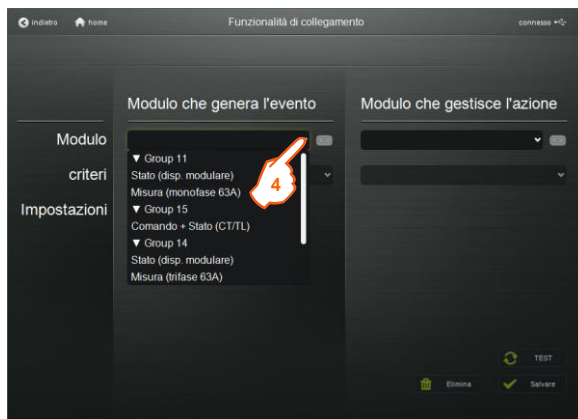 indietro home Funzionalità di collegamento connesso
Modulo che genera l'evento Modulo che gestisce l'azione
Modulo
criteri
Impostazioni
▼ Group 11
Stato (disp. modulare)
Misura (monofase 63A)
▼ Group 15
Comando + Stato (CT/TL)
▼ Group 14
Stato (disp. modulare)
Misura (trifase 63A)
4
TEST
Elimina Salvare